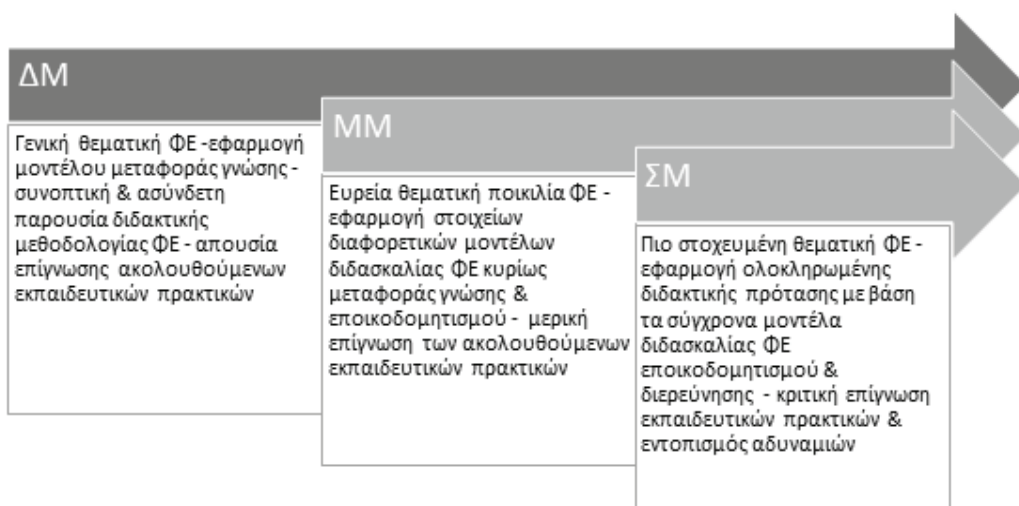 ΔΜ
Γενική θεματική ΦΕ -εφαρμογή
μοντέλου μεταφοράς γνώσης -
συνοπτική & ασύνδετη
παρουσία διδακτικής
μεθοδολογίας ΦΕ - απουσία
επίγνωσης ακολουθούμενων
εκπαιδευτικών πρακτικών
ΜΜ
Ευρεία θεματική ποικιλία ΦΕ -
εφαρμογή στοιχείων
διαφορετικών μοντέλων
διδασκαλίας ΦΕ κυρίως
μεταφοράς γνώσης &
εποικοδομητισμού - μερική
επίγνωση των ακολουθούμενων
εκπαιδευτικών πρακτικών
ΣΜ
Πιο στοχευμένη θεματική ΦΕ -
εφαρμογή ολοκληρωμένης
διδακτικής πρότασης με βάση
τα σύγχρονα μοντέλα
διδασκαλίας ΦΕ
εποικοδομητισμού &
διερεύνησης - κριτική επίγνωση
εκπαιδευτικών πρακτικών &
εντοπισμός αδυναμιών